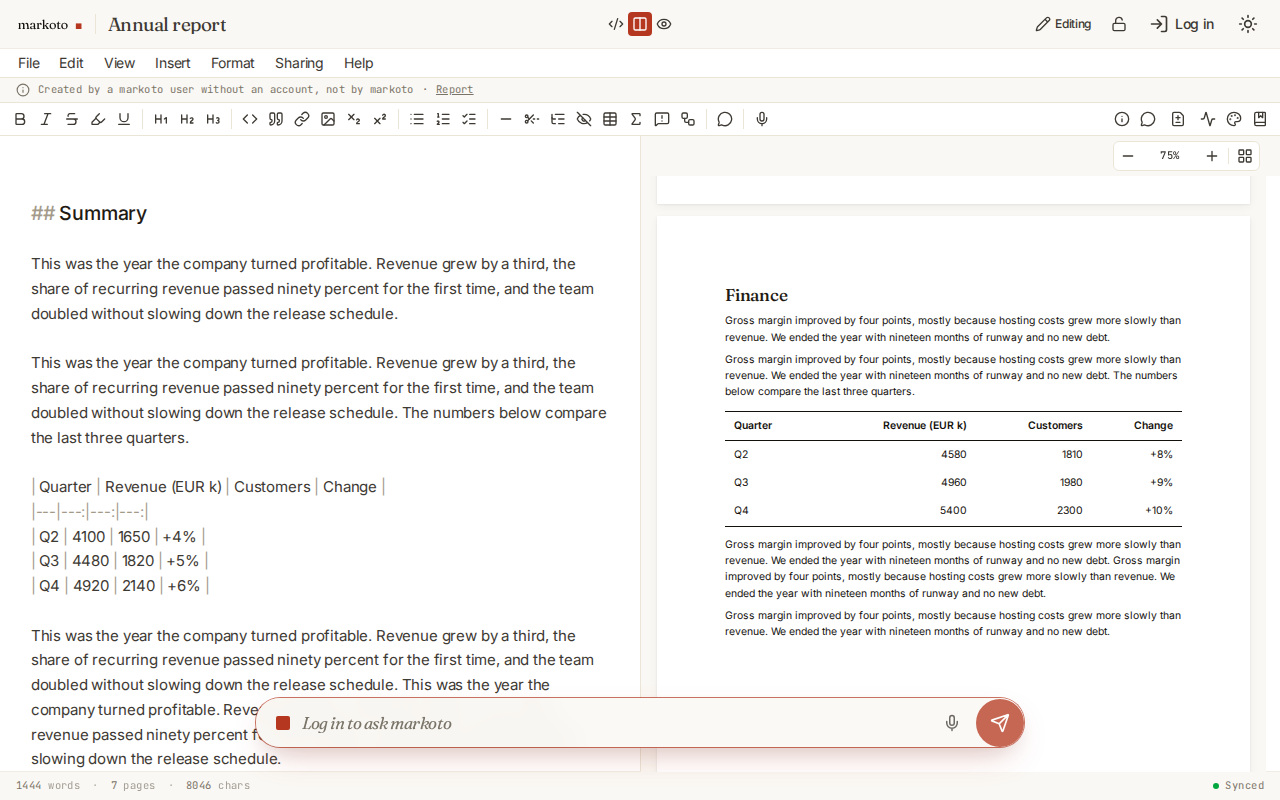 markoto
Annual report
Editing
Log in
File Edit View Insert Format Sharing Help
Created by a markoto user without an account, not by markoto · Report
H1 H2 H3
75%
## Summary
This was the year the company turned profitable. Revenue grew by a third, the
share of recurring revenue passed ninety percent for the first time, and the team
doubled without slowing down the release schedule.
This was the year the company turned profitable. Revenue grew by a third, the
share of recurring revenue passed ninety percent for the first time, and the team
doubled without slowing down the release schedule. The numbers below compare
the last three quarters.
| Quarter | Revenue (EUR k) | Customers | Change |
|---|---:|---:|---:|
| Q2 | 4100 | 1650 | +4% |
| Q3 | 4480 | 1820 | +5% |
| Q4 | 4920 | 2140 | +6% |
This was the year the company turned profitable. Revenue grew by a third, the
share of recurring revenue passed ninety percent for the first time, and the team
doubled without slowing down the release schedule. This was the year the
company turned profitable.
revenue passed ninety percent
slowing down the release schedule.
Finance
Gross margin improved by four points, mostly because hosting costs grew more slowly than
revenue. We ended the year with nineteen months of runway and no new debt.
Gross margin improved by four points, mostly because hosting costs grew more slowly than
revenue. We ended the year with nineteen months of runway and no new debt. The numbers
below compare the last three quarters.
Quarter Revenue (EUR k) Customers Change
Q2 4580 1810 +8%
Q3 4960 1980 +9%
Q4 5400 2300 +10%
Gross margin improved by four points, mostly because hosting costs grew more slowly than
revenue. We ended the year with nineteen months of runway and no new debt. Gross margin
improved by four points, mostly because hosting costs grew more slowly than revenue. We
ended the year with nineteen months of runway and no new debt.
Gross margin improved by four points, mostly because hosting costs grew more slowly than
revenue. We ended the year with nineteen months of runway and no new debt.
Log in to ask markoto
1444 words · 7 pages · 8046 chars
Synced